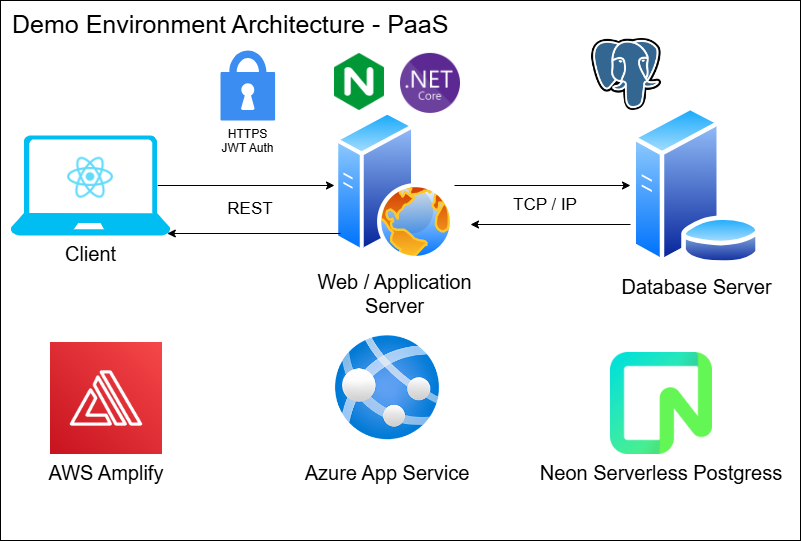 Demo Environment Architecture - PaaS
N
.NET
Core
HTTPS
JWT Auth
REST
TCP / IP
Client
Web / Application
Server
Database Server
AWS Amplify
Azure App Service
Neon Serverless Postgress